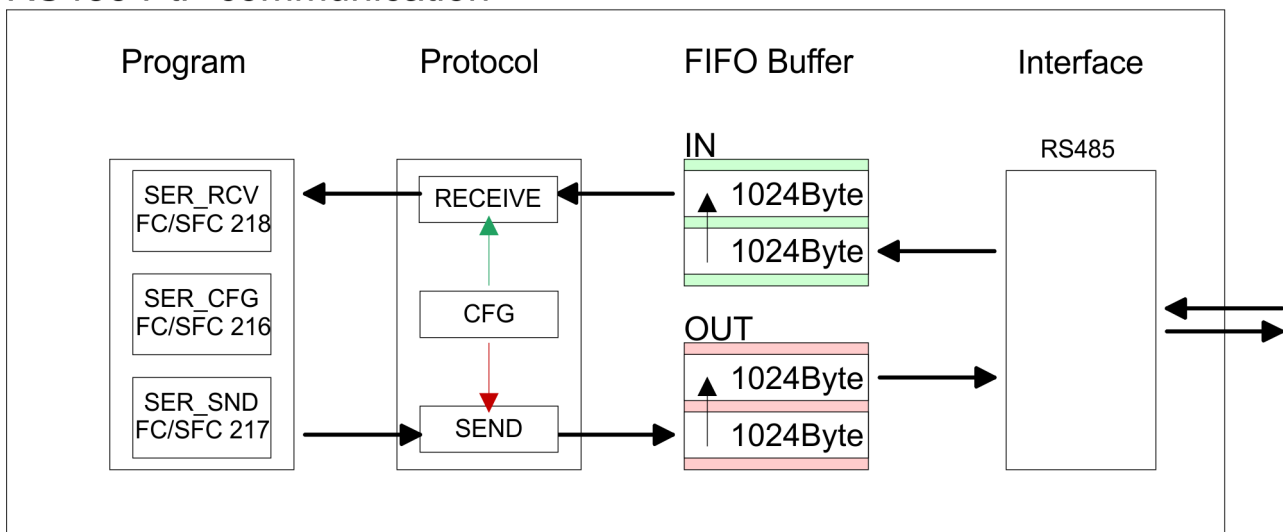 Program
Protocol
FIFO Buffer
Interface
IN
RS485
SER_RCV
FC/SFC 218
RECEIVE
1024Byte
1024Byte
SER_CFG
FC/SFC 216
CFG
OUT
1024Byte
SER_SND
FC/SFC 217
SEND
1024Byte